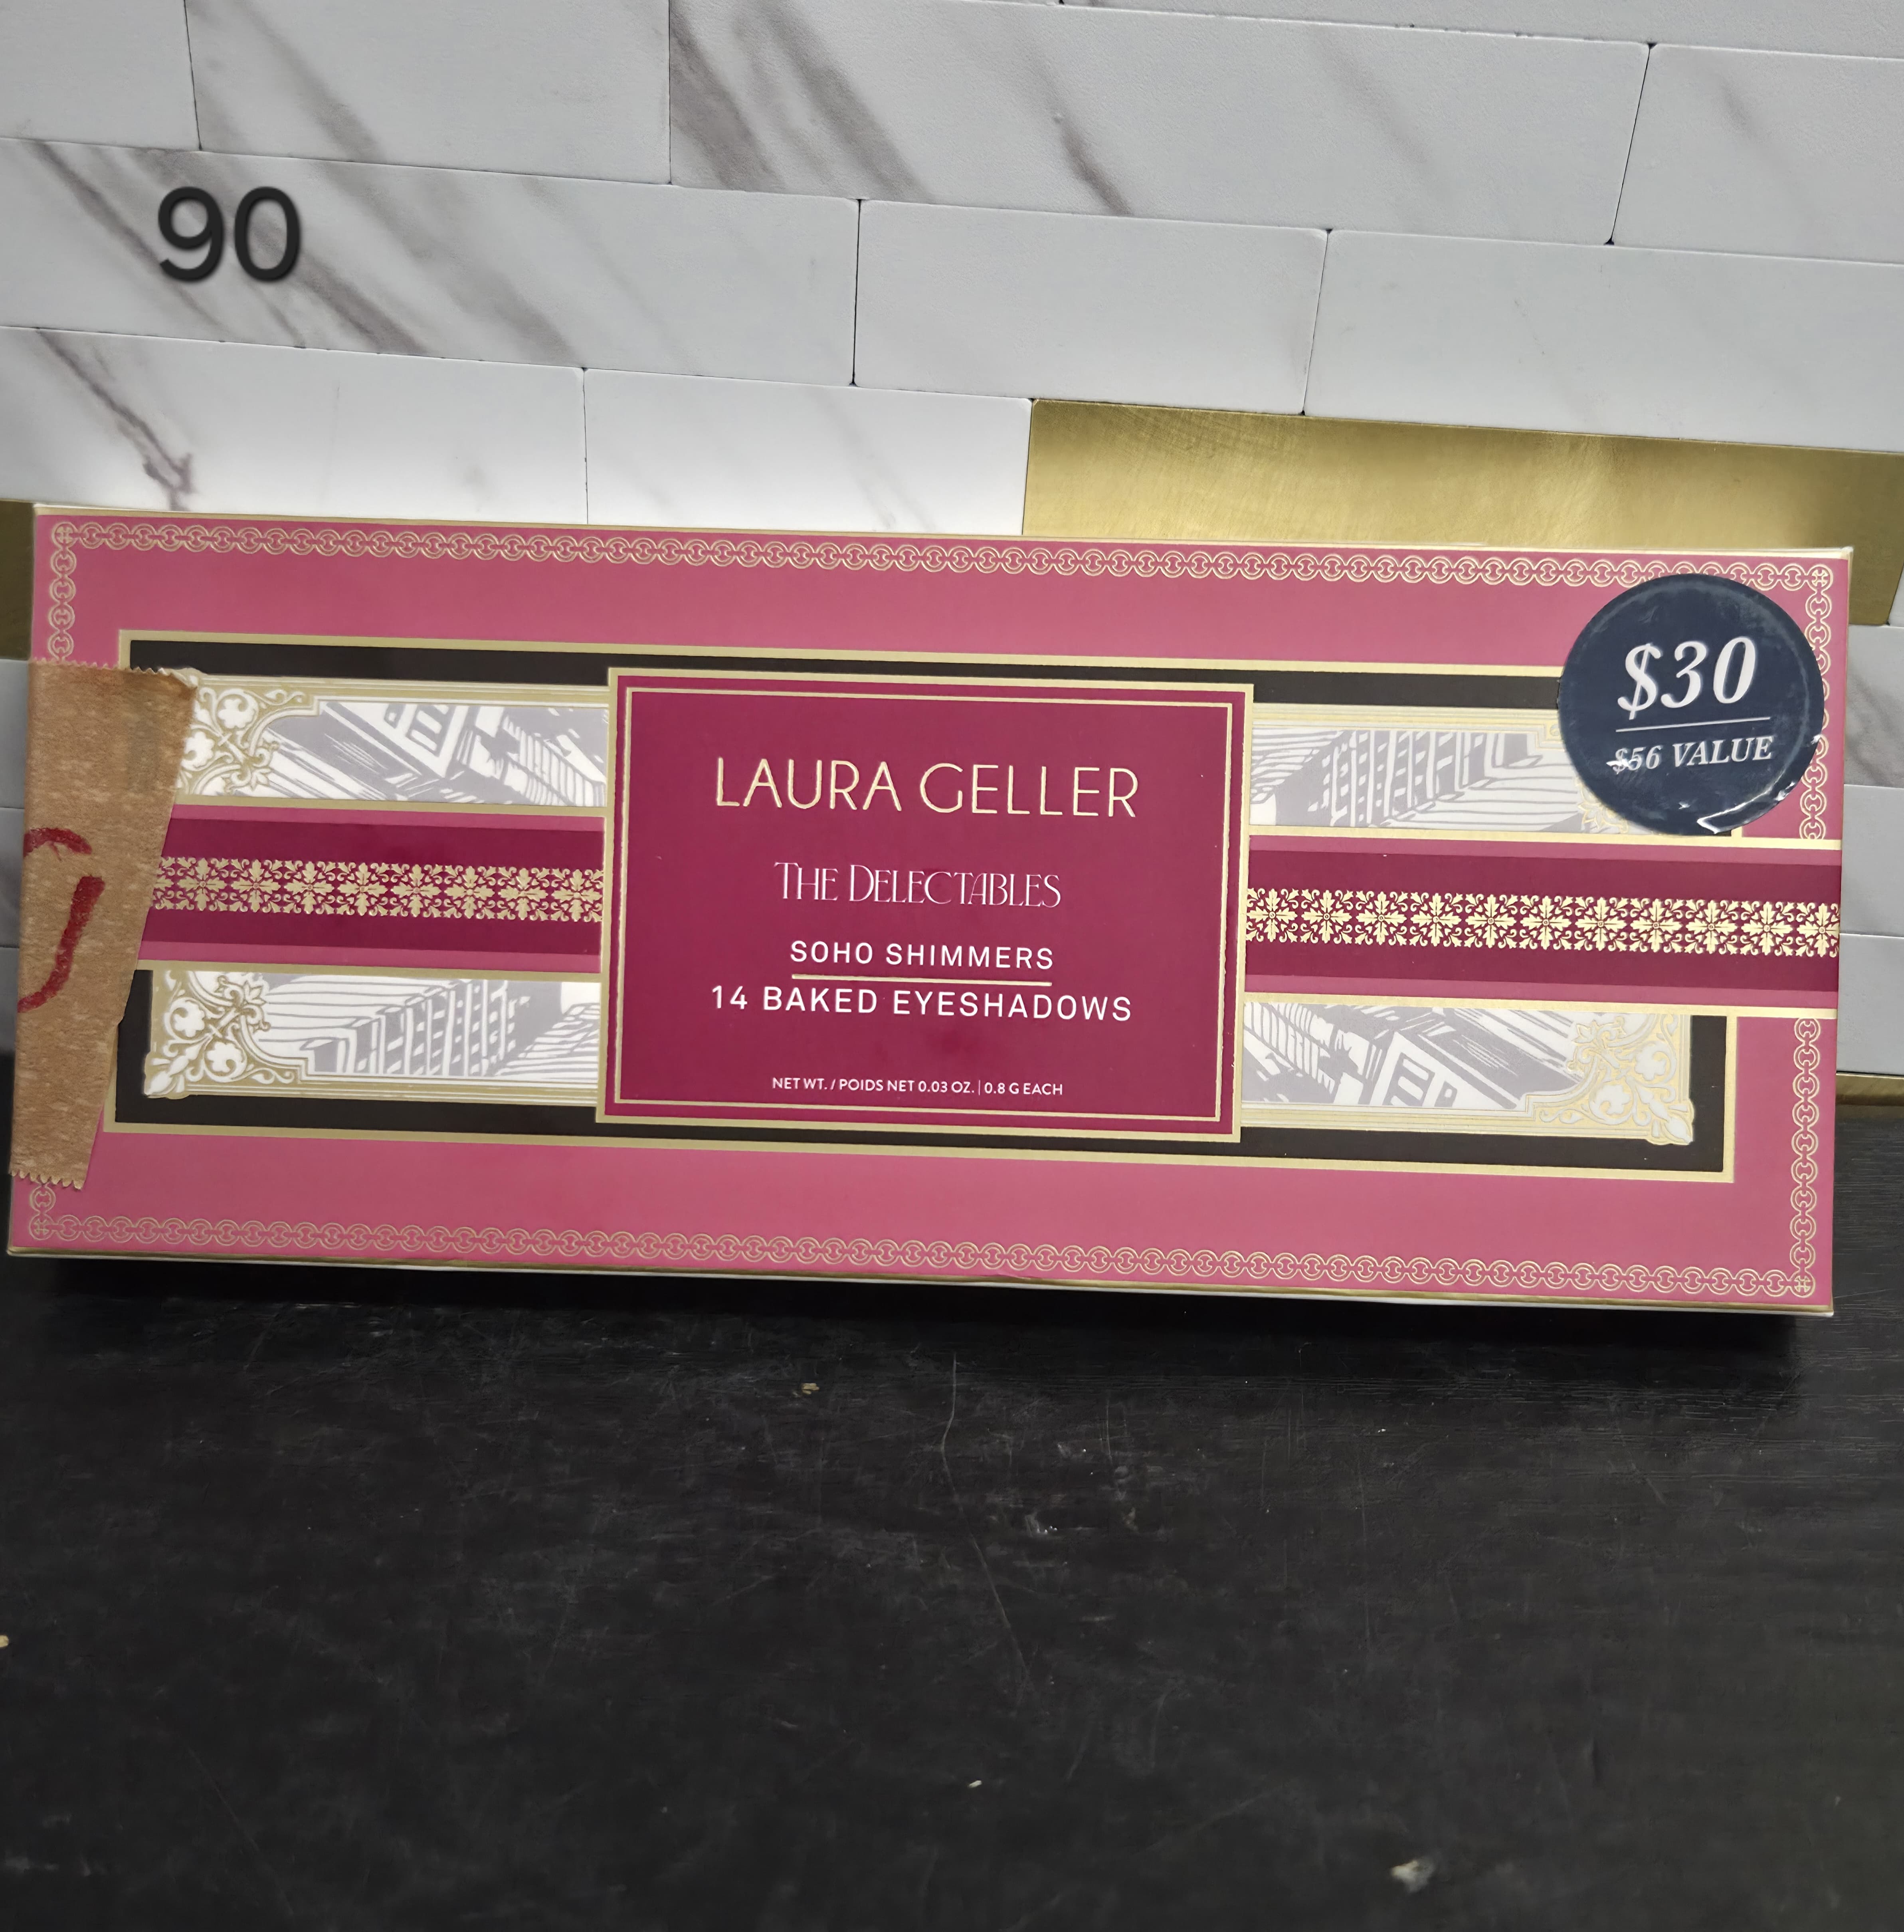 90
$30
$56 VALUE
LAURA GELLER
THE DELECTABLES
SOHO SHIMMERS
14 BAKED EYESHADOWS
NET WT. / POIDS NET 0.03 OZ. | 0.8 G EACH